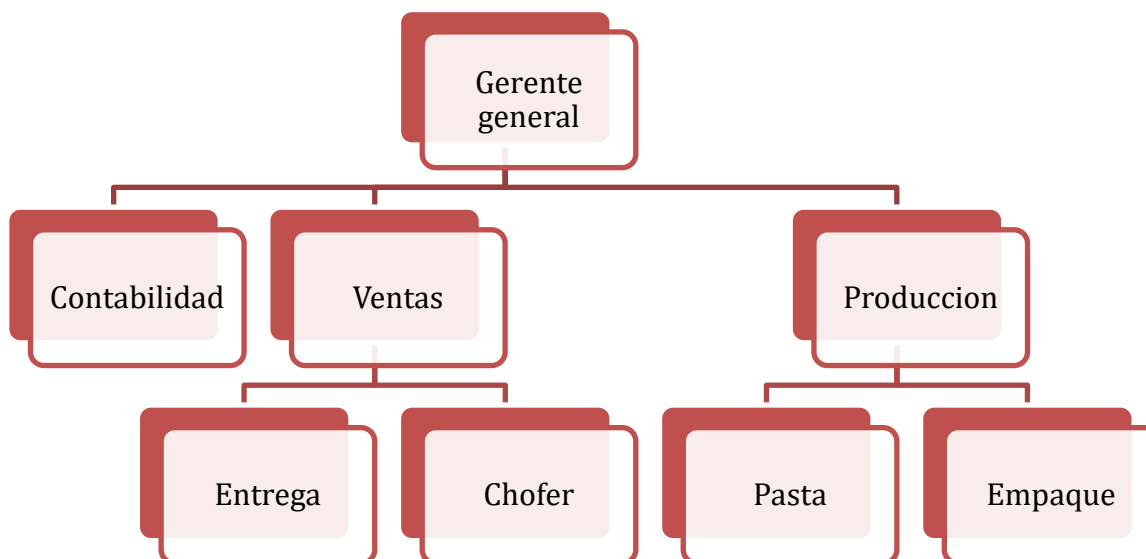 Gerente
general
Contabilidad
Ventas
Produccion
Entrega
Chofer
Pasta
Empaque